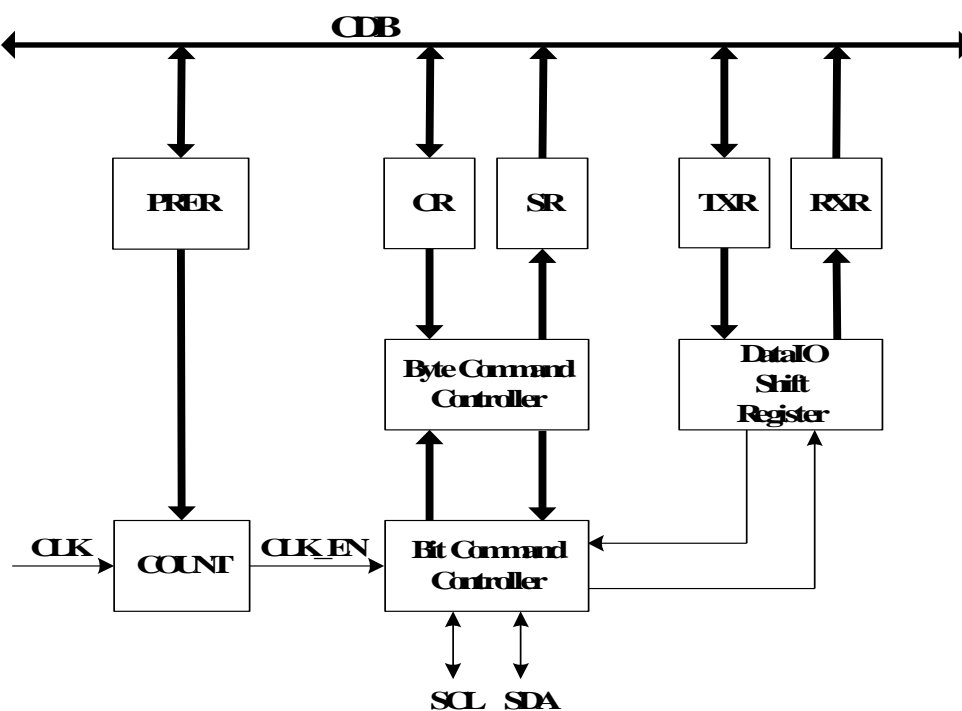 CDB
PRER
CR
SR
TXR
RXR
Byte Command
Controller
DataIO
Shift
Register
CLK
COUNT
CLK_EN
Bit Command
Controller
SCL
SDA